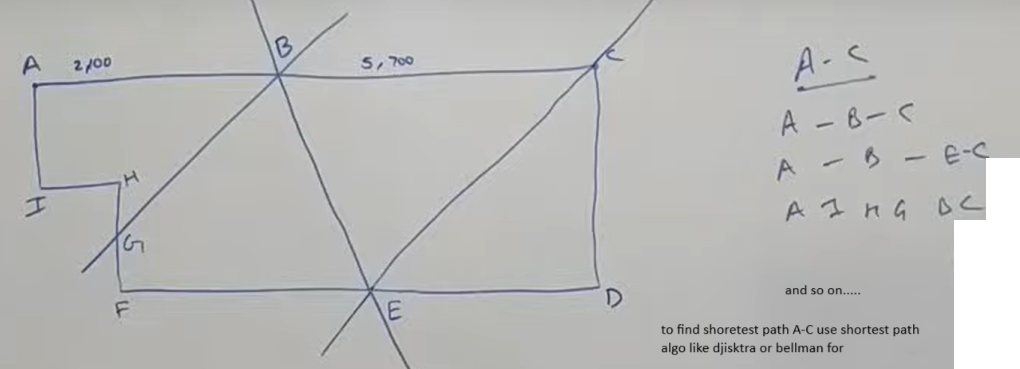 A
2,100
B
5,700
C
I
H
G
F
E
D
A - C
A - B - C
A - B - E - C
A I H G B C
and so on.....
to find shoretest path A-C use shortest path
algo like djisktra or bellman for